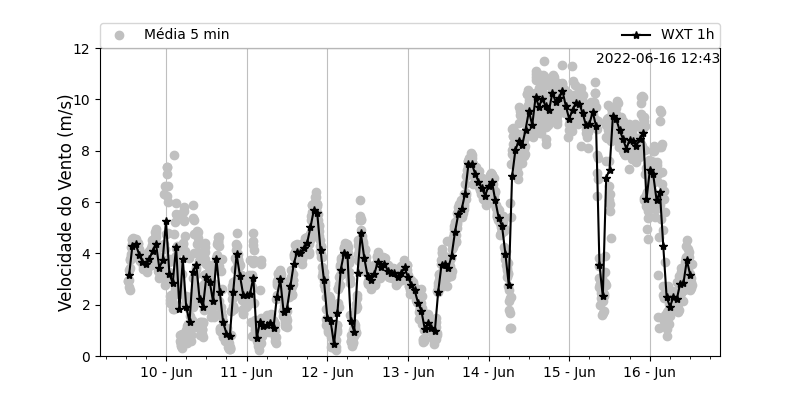 Média 5 min
WXT 1h
2022-06-16 12:43
Velocidade do Vento (m/s)
12
10
8
6
4
2
0
10 - Jun
11 - Jun
12 - Jun
13 - Jun
14 - Jun
15 - Jun
16 - Jun